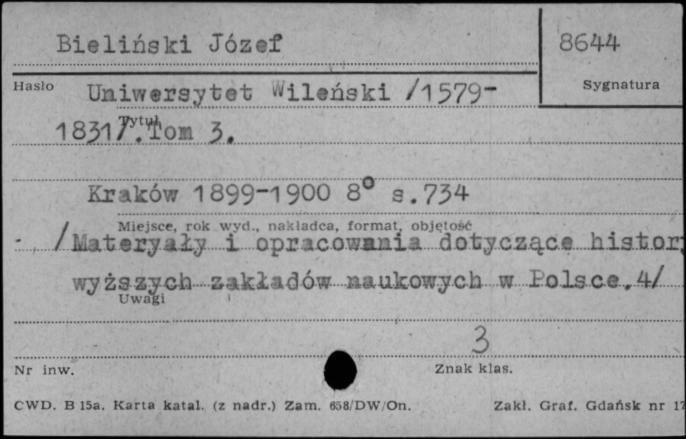 Bieliński Józef
8644
Hasło
Sygnatura
Uniwersytet Wileński /1579-
Tytuł
1831/.Tom 3.
Kraków 1899-1900 8° s.734
Miejsce, rok wyd., nakładca, format, objętość
/Materyały i opracowania dotyczące histor
wyższych zakładów naukowych w Polsce.4/
Uwagi
3
Nr inw.
Znak klas.
CWD. B 15a. Karta katal. (z nadr.) Zam. 658/DW/On.
Zakł. Graf. Gdańsk nr 17